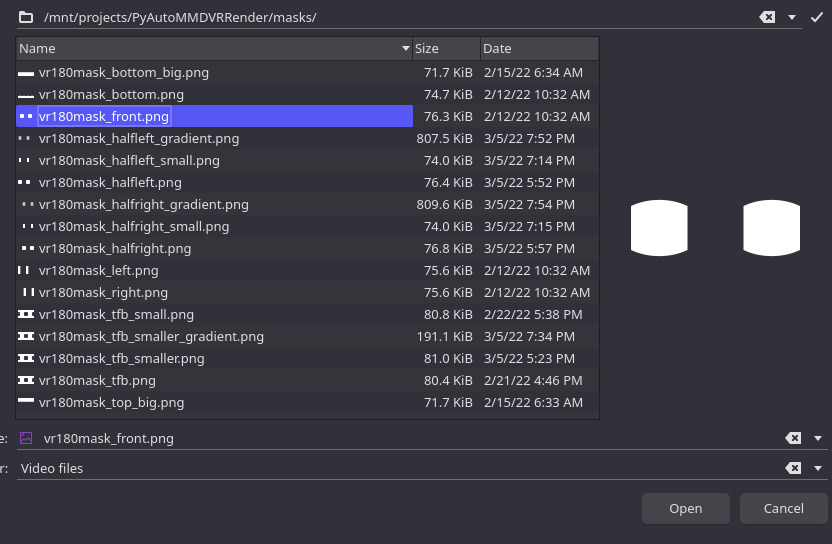 /mnt/projects/PyAutoMMDVRRender/masks/
Name Size Date
vr180mask_bottom_big.png 71.7 KiB 2/15/22 6:34 AM
vr180mask_bottom.png 74.7 KiB 2/12/22 10:32 AM
vr180mask_front.png 76.3 KiB 2/12/22 10:32 AM
vr180mask_halfleft_gradient.png 807.5 KiB 3/5/22 7:52 PM
vr180mask_halfleft_small.png 74.0 KiB 3/5/22 7:14 PM
vr180mask_halfleft.png 76.4 KiB 3/5/22 5:52 PM
vr180mask_halfright_gradient.png 809.6 KiB 3/5/22 7:54 PM
vr180mask_halfright_small.png 74.0 KiB 3/5/22 7:15 PM
vr180mask_halfright.png 76.8 KiB 3/5/22 5:57 PM
vr180mask_left.png 75.6 KiB 2/12/22 10:32 AM
vr180mask_right.png 75.6 KiB 2/12/22 10:32 AM
vr180mask_tfb_small.png 80.8 KiB 2/22/22 5:38 PM
vr180mask_tfb_smaller_gradient.png 191.1 KiB 3/5/22 7:34 PM
vr180mask_tfb_smaller.png 81.0 KiB 3/5/22 5:23 PM
vr180mask_tfb.png 80.4 KiB 2/21/22 4:46 PM
vr180mask_top_big.png 71.7 KiB 2/15/22 6:33 AM
e: vr180mask_front.png
r: Video files
Open Cancel